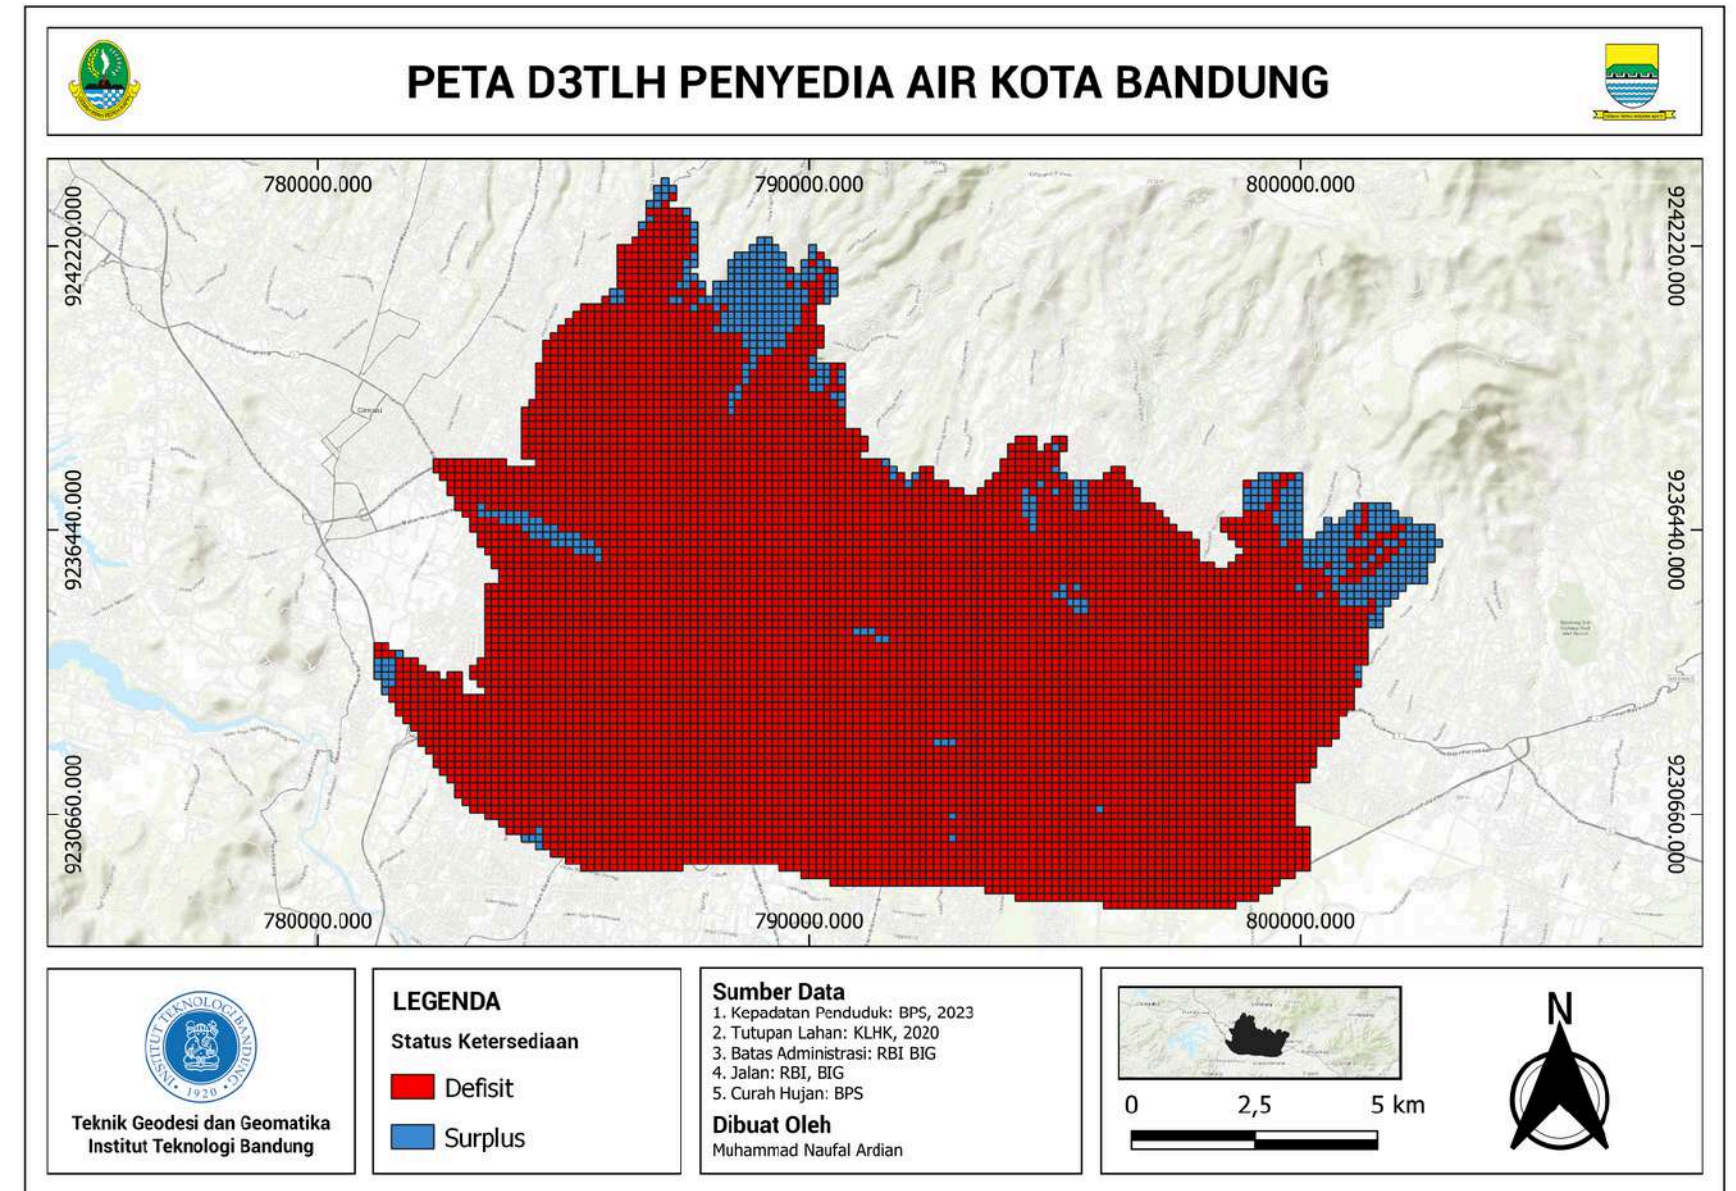 PETA D3TLH PENYEDIA AIR KOTA BANDUNG
780000.000
790000.000
800000.000
9242220.000
9242220.000
9236440.000
9236440.000
9230660.000
9230660.000
780000.000
790000.000
800000.000
INSTITUT TEKNOLOGI BANDUNG
1920
Teknik Geodesi dan Geomatika
Institut Teknologi Bandung
LEGENDA
Status Ketersediaan
Defisit
Surplus
Sumber Data
1. Kepadatan Penduduk: BPS, 2023
2. Tutupan Lahan: KLHK, 2020
3. Batas Administrasi: RBI BIG
4. Jalan: RBI, BIG
5. Curah Hujan: BPS
Dibuat Oleh
Muhammad Naufal Ardian
0 2,5 5 km
N